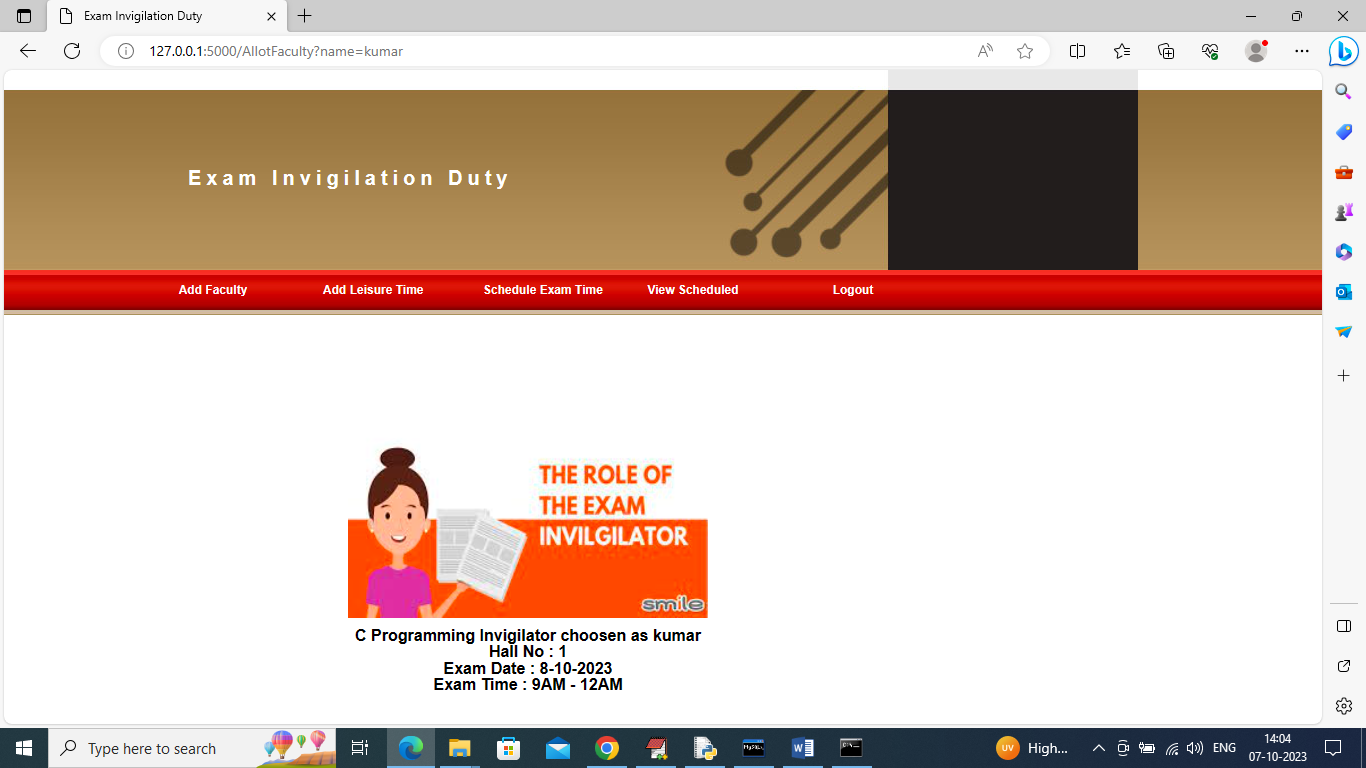 Exam Invigilation Duty
127.0.0.1:5000/AllotFaculty?name=kumar
Exam Invigilation Duty
Add Faculty
Add Leisure Time
Schedule Exam Time
View Scheduled
Logout
THE ROLE OF
THE EXAM
INVILGILATOR
smile
C Programming Invigilator choosen as kumar
Hall No : 1
Exam Date : 8-10-2023
Exam Time : 9AM - 12AM
Type here to search
UV
High...
ENG
14:04
07-10-2023